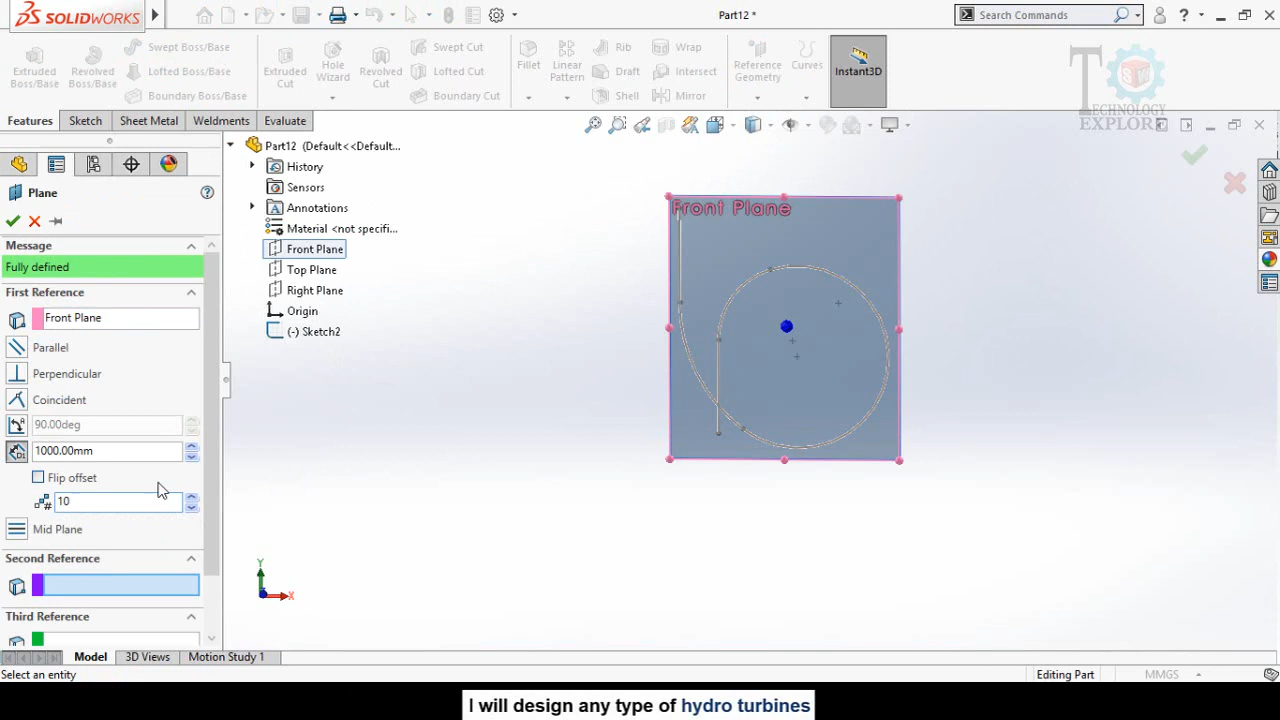 SOLIDWORKS
Part12 *
Search Commands
?
Extruded Boss/Base
Revolved Boss/Base
Swept Boss/Base
Lofted Boss/Base
Boundary Boss/Base
Extruded Cut
Hole Wizard
Revolved Cut
Swept Cut
Lofted Cut
Boundary Cut
Fillet
Linear Pattern
Rib
Draft
Shell
Wrap
Intersect
Mirror
Reference Geometry
Curves
Instant3D
TECHNOLOGY
EXPLOR
Features
Sketch
Sheet Metal
Weldments
Evaluate
Plane
?
Message
Fully defined
First Reference
Front Plane
Parallel
Perpendicular
Coincident
90.00deg
1000.00mm
Flip offset
10
Mid Plane
Second Reference
Third Reference
Part12 (Default<<Default...
History
Sensors
Annotations
Material <not specifi...
Front Plane
Top Plane
Right Plane
Origin
(-) Sketch2
Front Plane
Y
X
Model
3D Views
Motion Study 1
Select an entity
Editing Part
MMGS
I will design any type of hydro turbines